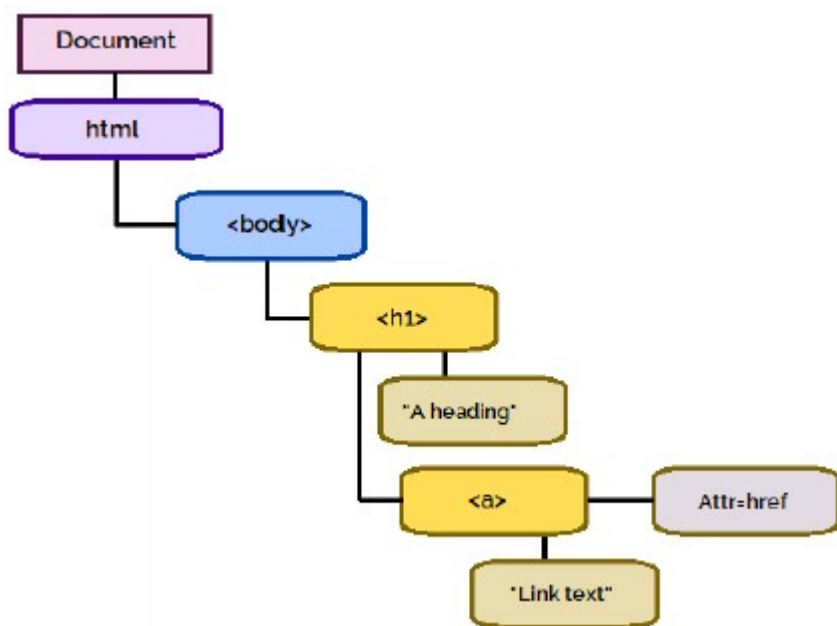 Document
html
<body>
<h1>
"A heading"
<a>
Attr=href
"Link text"